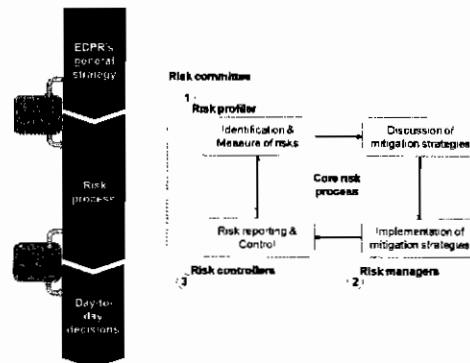 EDPR's
general
strategy
Risk
process
Day-to-
day
decisions
Risk committee
1
Risk profiler
Identification &
Measure of risks
Discussion of
mitigation strategies
Core risk
process
Risk reporting &
Control
Implementation of
mitigation strategies
3
Risk controllers
2
Risk managers